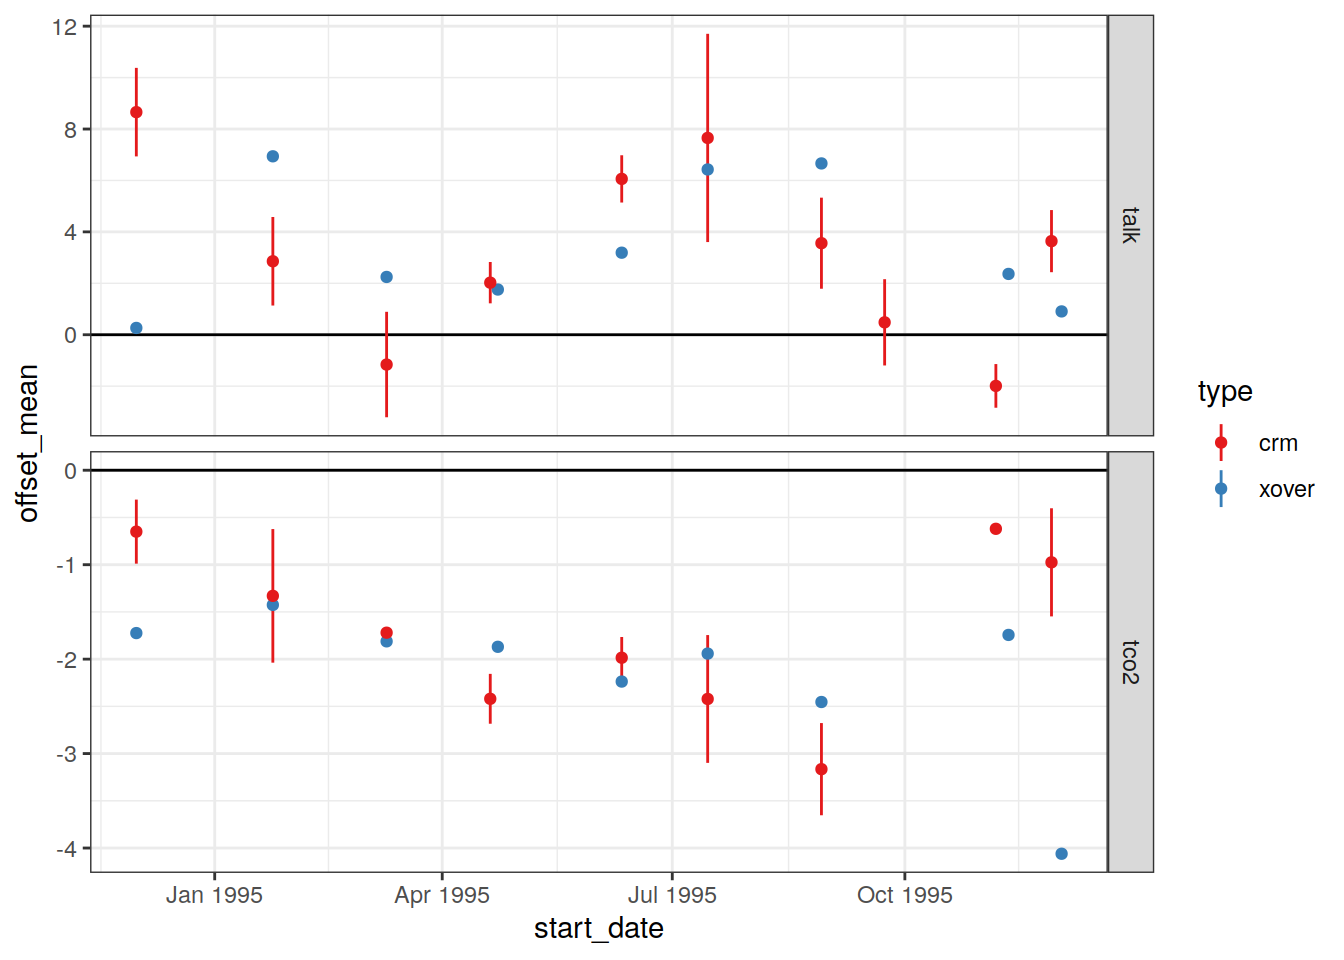 12
8
4
0
talk
offset_mean
0
-1
-2
-3
-4
tco2
Jan 1995
Apr 1995
Jul 1995
Oct 1995
start_date
type
crm
xover